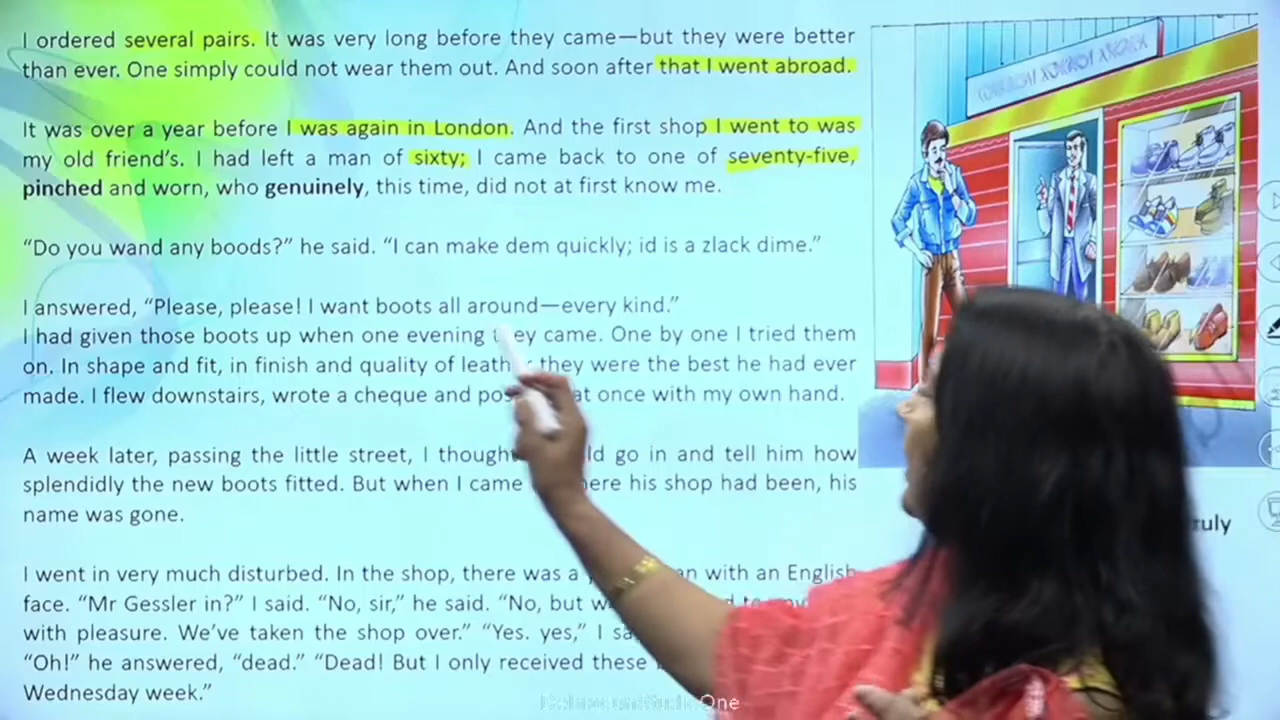 I ordered several pairs. It was very long before they came—but they were better
than ever. One simply could not wear them out. And soon after that I went abroad.
It was over a year before I was again in London. And the first shop I went to was
my old friend's. I had left a man of sixty; I came back to one of seventy-five,
pinched and worn, who genuinely, this time, did not at first know me.
“Do you wand any boods?” he said. “I can make dem quickly; id is a zlack dime.”
I answered, “Please, please! I want boots all around—every kind.”
I had given those boots up when one evening came. One by one I tried them
on. In shape and fit, in finish and quality of they were the best he had ever
made. I flew downstairs, wrote a cheque and at once with my own hand.
A week later, passing the little street, I go in and tell him how
splendidly the new boots fitted. But when I came his shop had been, his
name was gone.
truly
I went in very much disturbed. In the shop, there was a with an English
face. “Mr Gessler in?” I said. “No, sir,” he said. “No, but
with pleasure. We've taken the shop over.” “Yes. yes,” I
“Oh!” he answered, “dead.” “Dead! But I only received these
Wednesday week.”
One